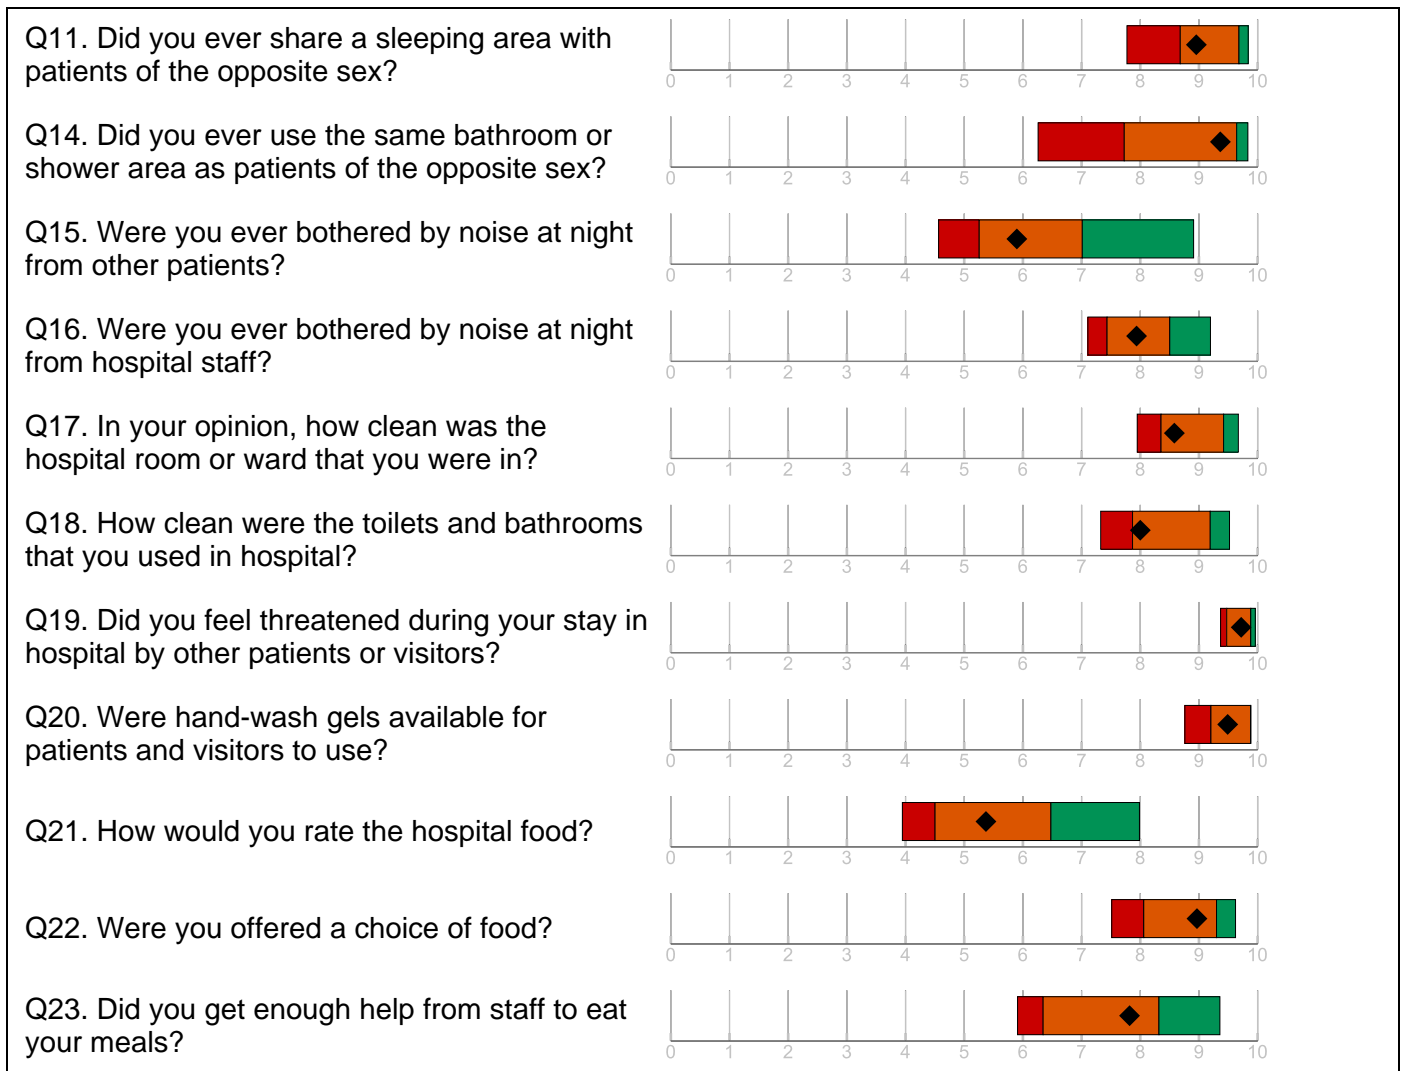 Q11. Did you ever share a sleeping area with
patients of the opposite sex?
0 1 2 3 4 5 6 7 8 9 10
Q14. Did you ever use the same bathroom or
shower area as patients of the opposite sex?
0 1 2 3 4 5 6 7 8 9 10
Q15. Were you ever bothered by noise at night
from other patients?
0 1 2 3 4 5 6 7 8 9 10
Q16. Were you ever bothered by noise at night
from hospital staff?
0 1 2 3 4 5 6 7 8 9 10
Q17. In your opinion, how clean was the
hospital room or ward that you were in?
0 1 2 3 4 5 6 7 8 9 10
Q18. How clean were the toilets and bathrooms
that you used in hospital?
0 1 2 3 4 5 6 7 8 9 10
Q19. Did you feel threatened during your stay in
hospital by other patients or visitors?
0 1 2 3 4 5 6 7 8 9 10
Q20. Were hand-wash gels available for
patients and visitors to use?
0 1 2 3 4 5 6 7 8 9 10
Q21. How would you rate the hospital food?
0 1 2 3 4 5 6 7 8 9 10
Q22. Were you offered a choice of food?
0 1 2 3 4 5 6 7 8 9 10
Q23. Did you get enough help from staff to eat
your meals?
0 1 2 3 4 5 6 7 8 9 10